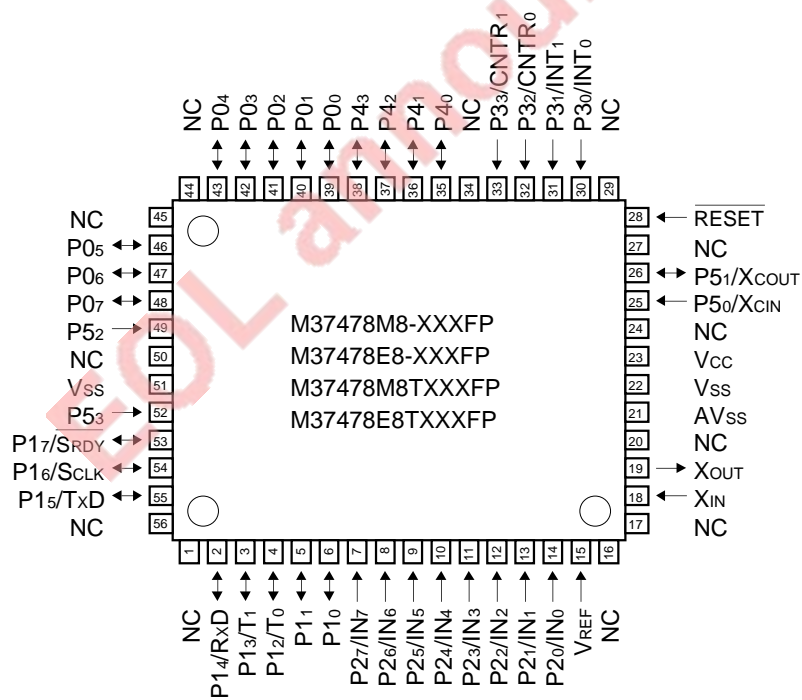 EOL announ
NC
P04
P03
P02
P01
P00
P43
P42
P41
P40
NC
P33/CNTR1
P32/CNTR0
P31/INT1
P30/INT0
NC
44
43
42
41
40
39
38
37
36
35
34
33
32
31
30
29
NC 45
P05 46
P06 47
P07 48
P52 49
NC 50
VSS 51
P53 52
P17/SRDY 53
P16/SCLK 54
P15/TXD 55
NC 56
M37478M8-XXXFP
M37478E8-XXXFP
M37478M8TXXXFP
M37478E8TXXXFP
28 RESET
27 NC
26 P51/XCOUT
25 P50/XCIN
24 NC
23 VCC
22 VSS
21 AVSS
20 NC
19 XOUT
18 XIN
17 NC
1
2
3
4
5
6
7
8
9
10
11
12
13
14
15
16
NC
P14/RXD
P13/T1
P12/T0
P11
P10
P27/IN7
P26/IN6
P25/IN5
P24/IN4
P23/IN3
P22/IN2
P21/IN1
P20/IN0
VREF
NC